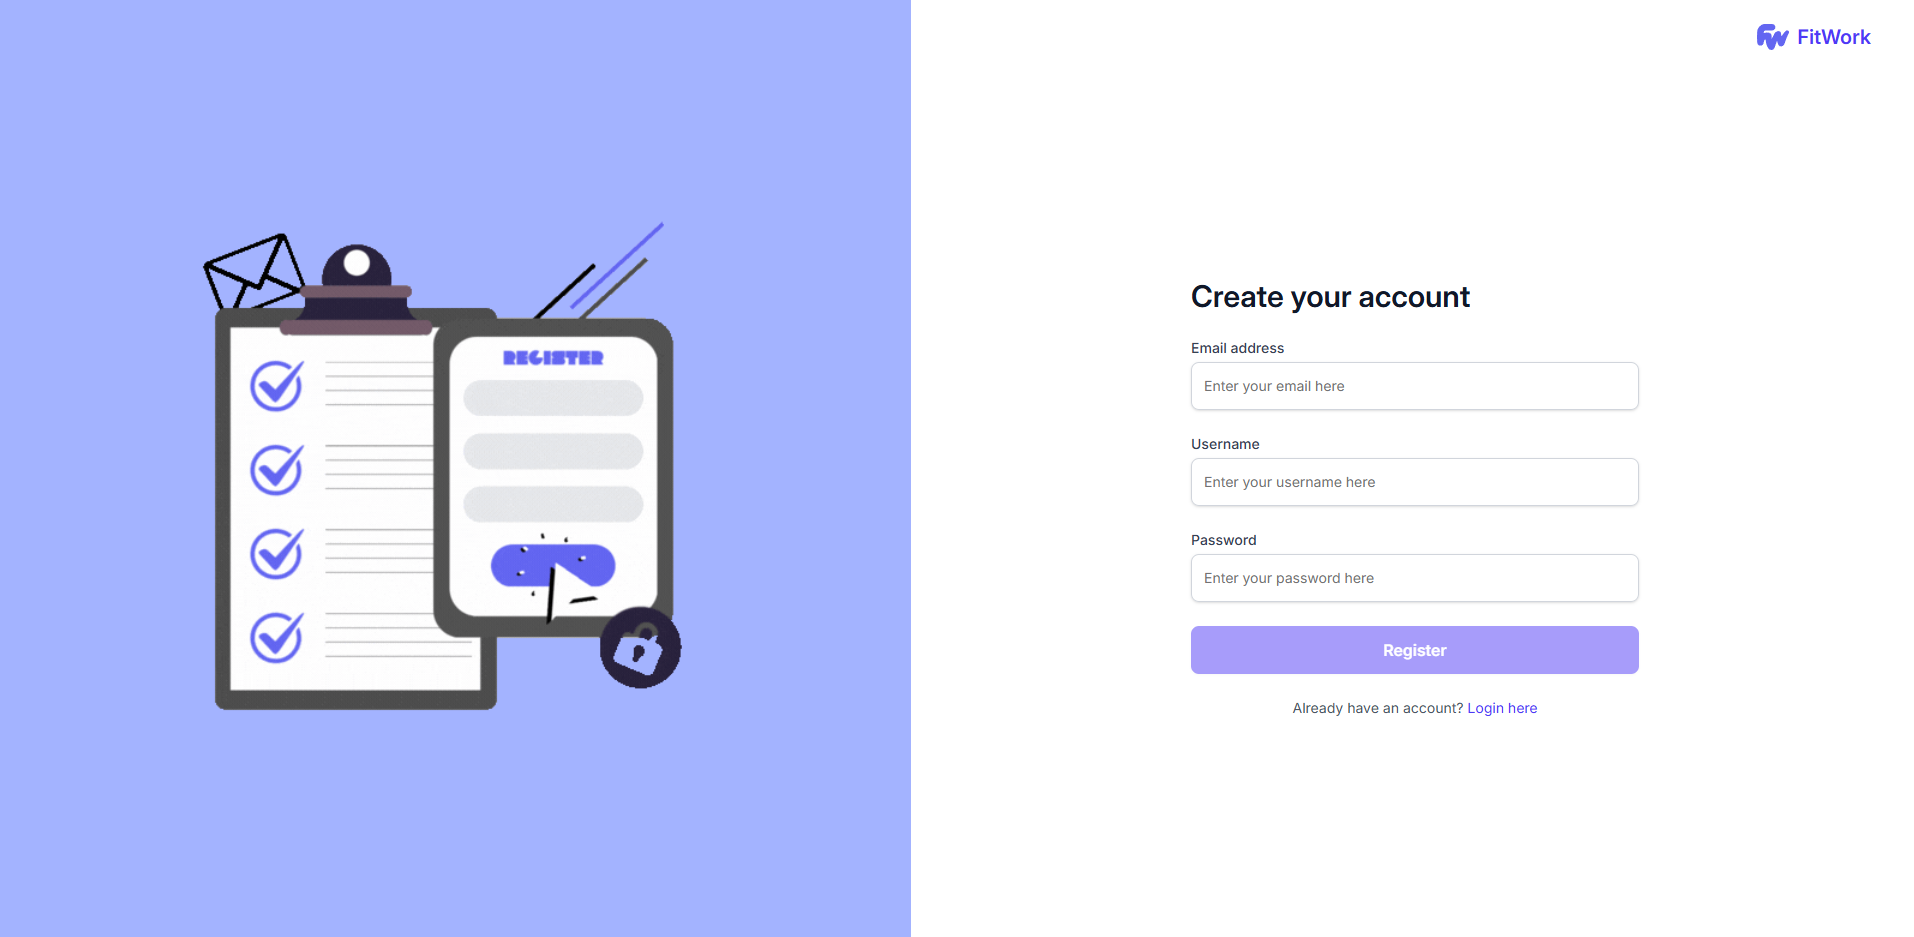 FitWork
REGISTER
Create your account
Email address
Enter your email here
Username
Enter your username here
Password
Enter your password here
Register
Already have an account? Login here